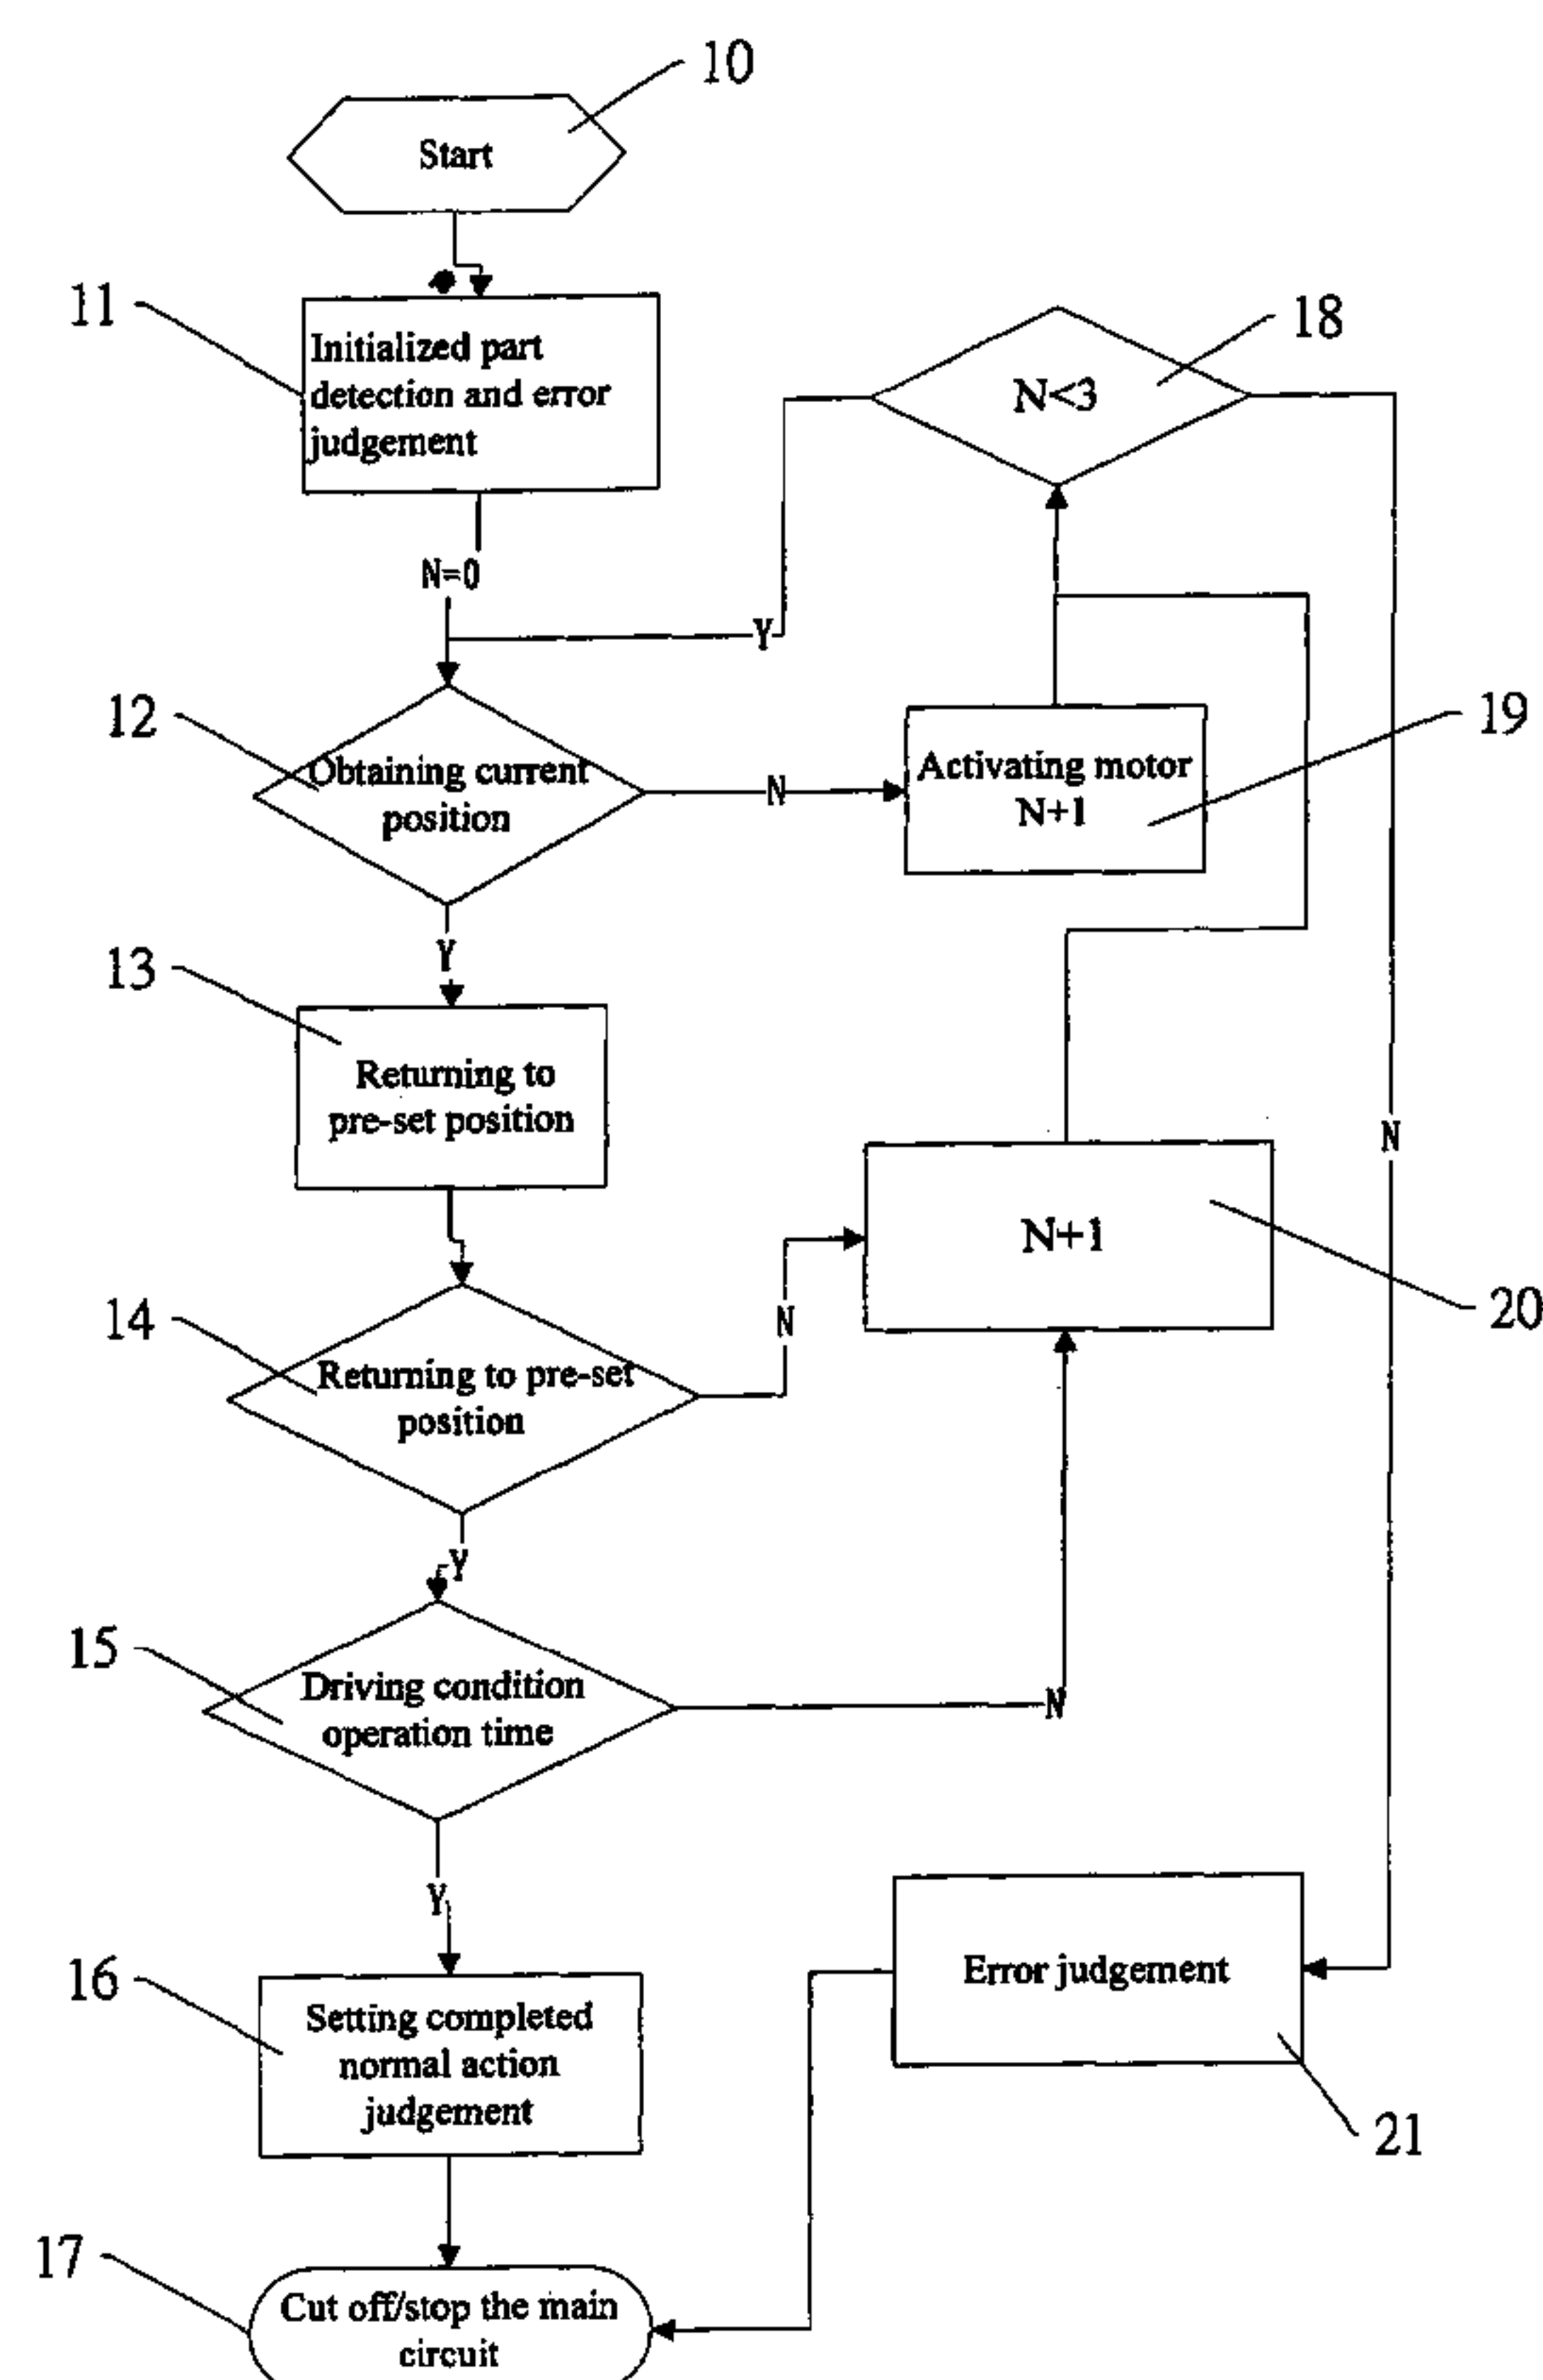 10
Start
11
Initialized part
detection and error
judgement
18
N<3
N=0
Y
12
Obtaining current
position
N
19
Activating motor
N+1
Y
13
Returning to
pre-set position
N
N+1
20
14
Returning to pre-set
position
N
Y
15
Driving condition
operation time
N
Y
16
Setting completed
normal action
judgement
Error judgement
21
17
Cut off/stop the main
circuit